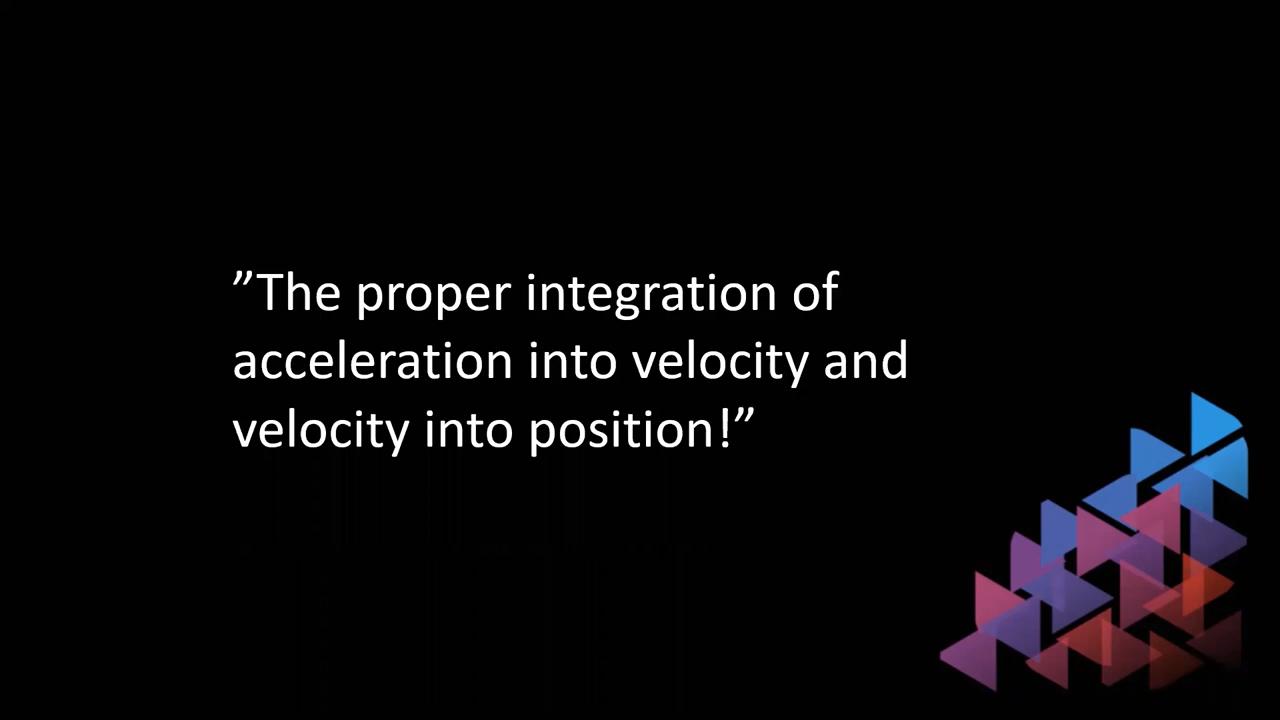 ”The proper integration of
acceleration into velocity and
velocity into position!”